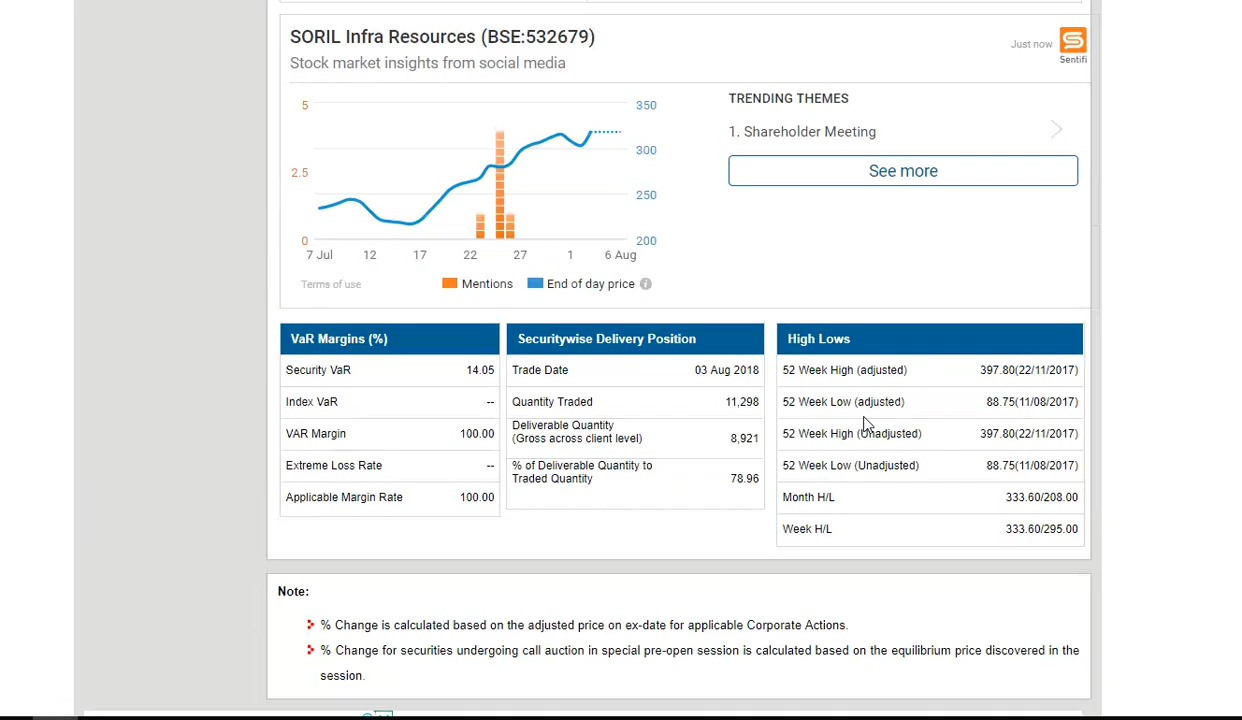 SORIL Infra Resources (BSE:532679)
Stock market insights from social media
Just now
Sentifi
5
2.5
0
350
300
250
200
7 Jul 12 17 22 27 1 6 Aug
Terms of use
Mentions End of day price
TRENDING THEMES
1. Shareholder Meeting
See more
VaR Margins (%)
Security VaR 14.05
Index VaR --
VAR Margin 100.00
Extreme Loss Rate --
Applicable Margin Rate 100.00
Securitywise Delivery Position
Trade Date 03 Aug 2018
Quantity Traded 11,298
Deliverable Quantity
(Gross across client level) 8,921
% of Deliverable Quantity to
Traded Quantity 78.96
High Lows
52 Week High (adjusted) 397.80(22/11/2017)
52 Week Low (adjusted) 88.75(11/08/2017)
52 Week High (Unadjusted) 397.80(22/11/2017)
52 Week Low (Unadjusted) 88.75(11/08/2017)
Month H/L 333.60/208.00
Week H/L 333.60/295.00
Note:
% Change is calculated based on the adjusted price on ex-date for applicable Corporate Actions.
% Change for securities undergoing call auction in special pre-open session is calculated based on the equilibrium price discovered in the
session.